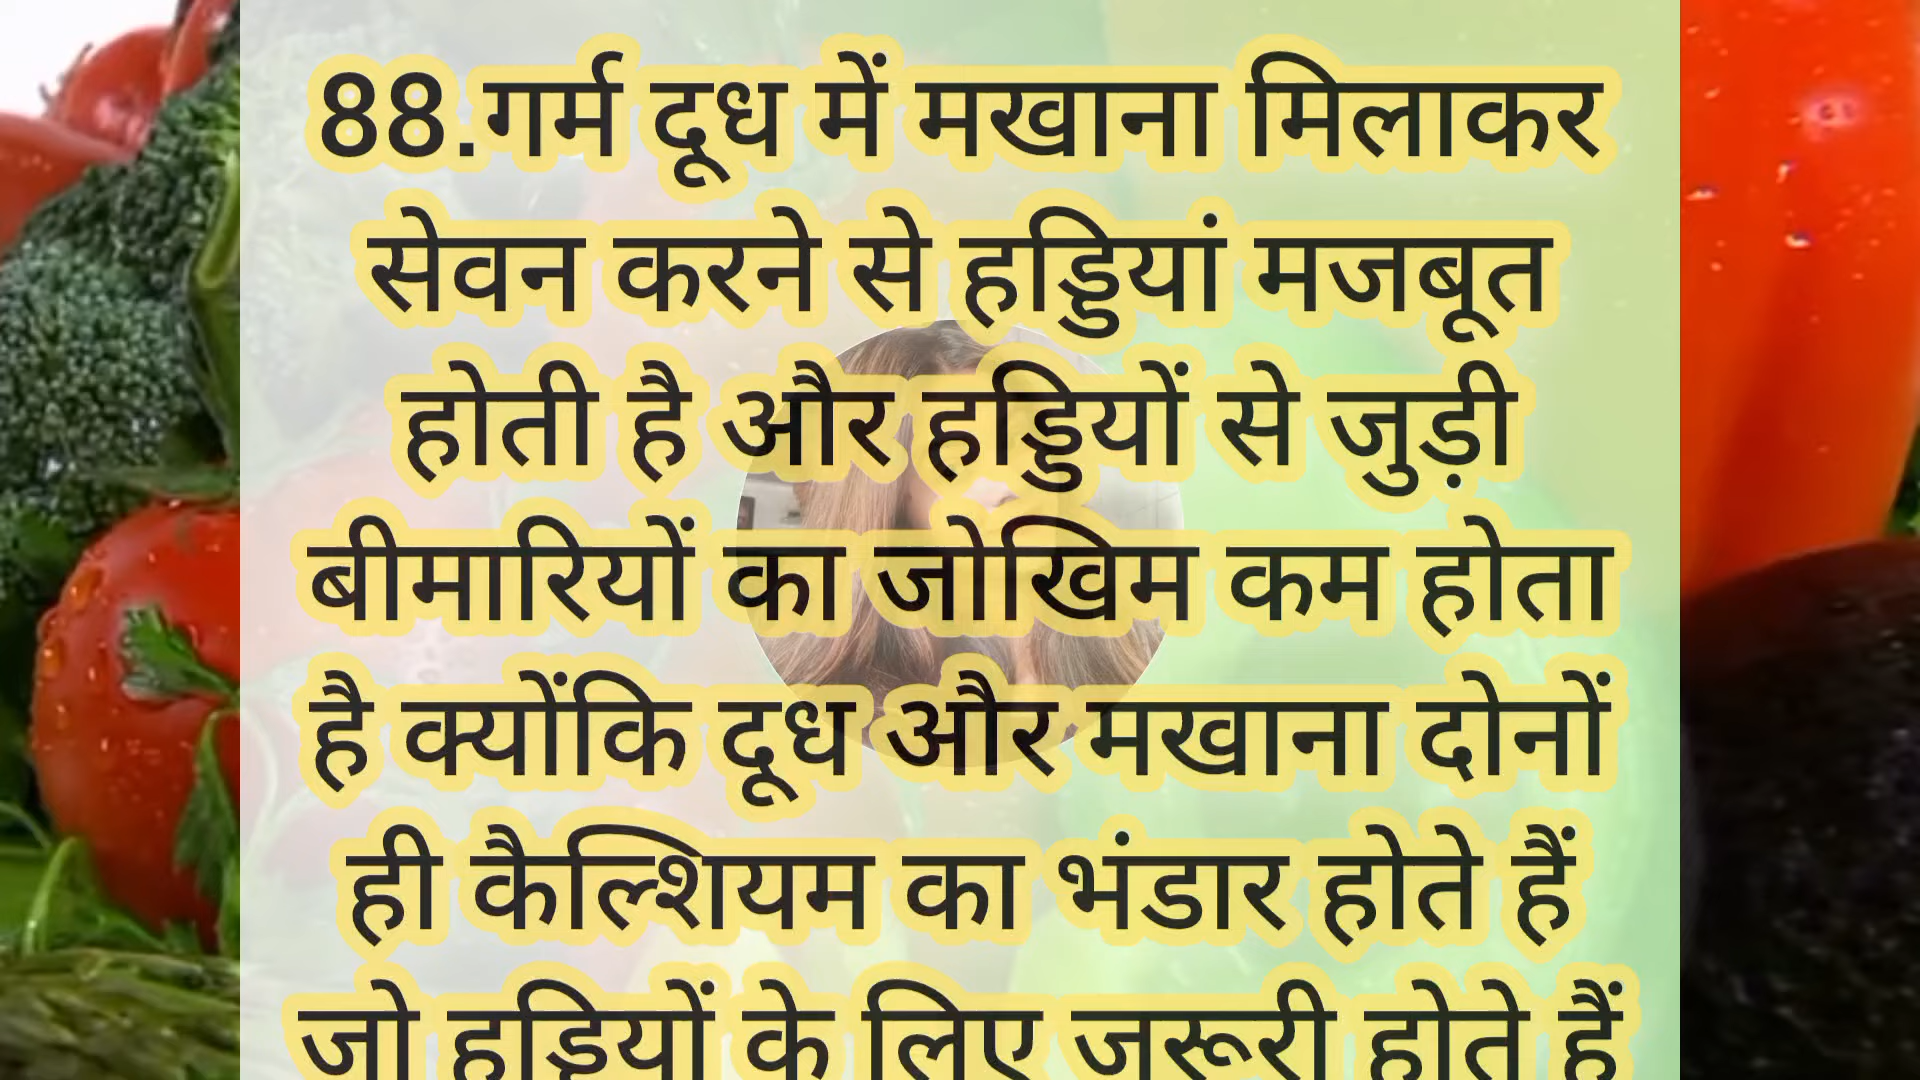 88.गर्म दूध में मखाना मिलाकर
सेवन करने से हड्डियां मजबूत
होती है और हड्डियों से जुड़ी
बीमारियों का जोखिम कम होता
है क्योंकि दूध और मखाना दोनों
ही कैल्शियम का भंडार होते हैं
जो हड्डियों के लिए जरूरी होते हैं